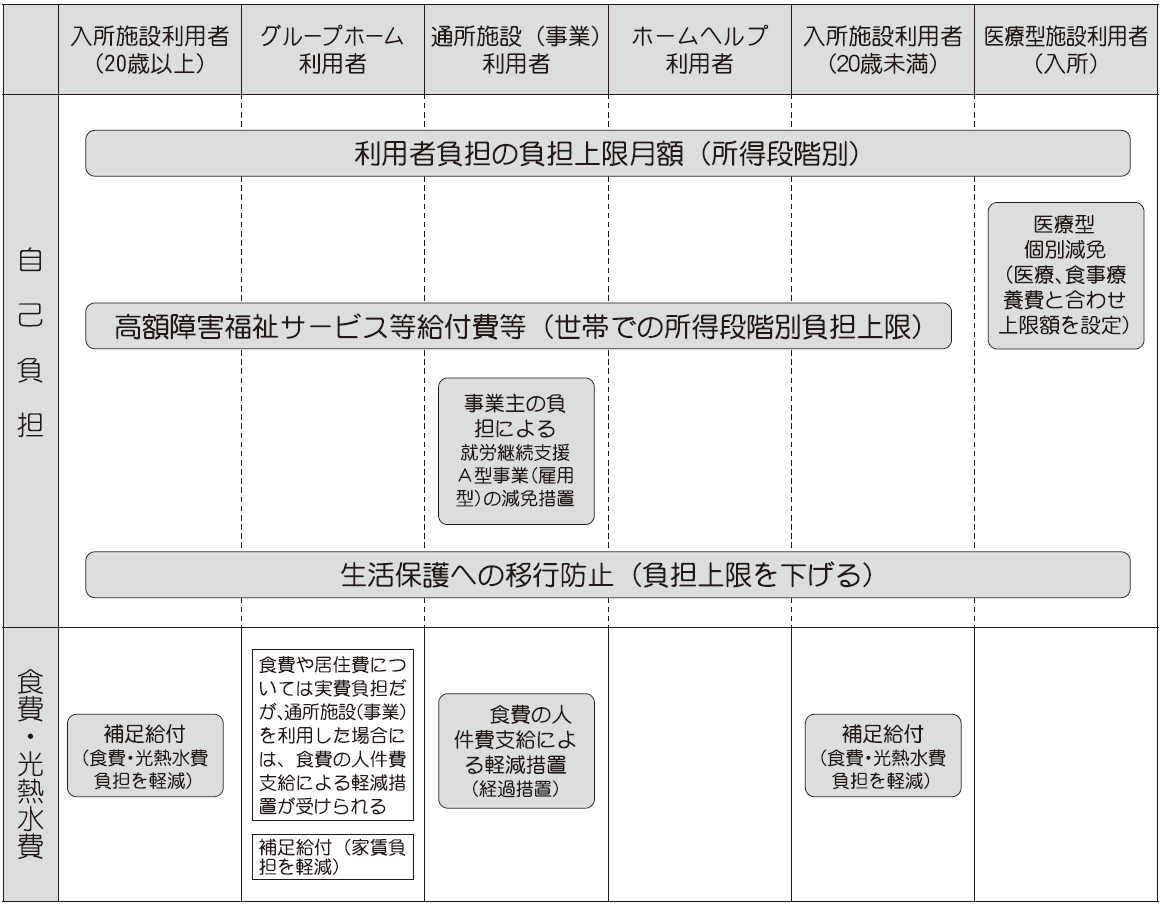 入所施設利用者
(20歳以上)
グループホーム
利用者
通所施設（事業）
利用者
ホームヘルプ
利用者
入所施設利用者
(20歳未満)
医療型施設利用者
（入所）
自己負担
利用者負担の負担上限月額（所得段階別）
医療型
個別減免
（医療、食事療
養費と合わせ
上限額を設定）
高額障害福祉サービス等給付費等（世帯での所得段階別負担上限）
事業主の負
担による
就労継続支援
Ａ型事業（雇用
型）の減免措置
生活保護への移行防止（負担上限を下げる）
食費・光熱水費
補足給付
（食費・光熱水費
負担を軽減）
食費や居住費につ
いては実費負担だ
が、通所施設（事業）
を利用した場合に
は、食費の人件費
支給による軽減措
置が受けられる
補足給付（家賃負
担を軽減）
食費の人
件費支給によ
る軽減措置
（経過措置）
補足給付
（食費・光熱水費
負担を軽減）